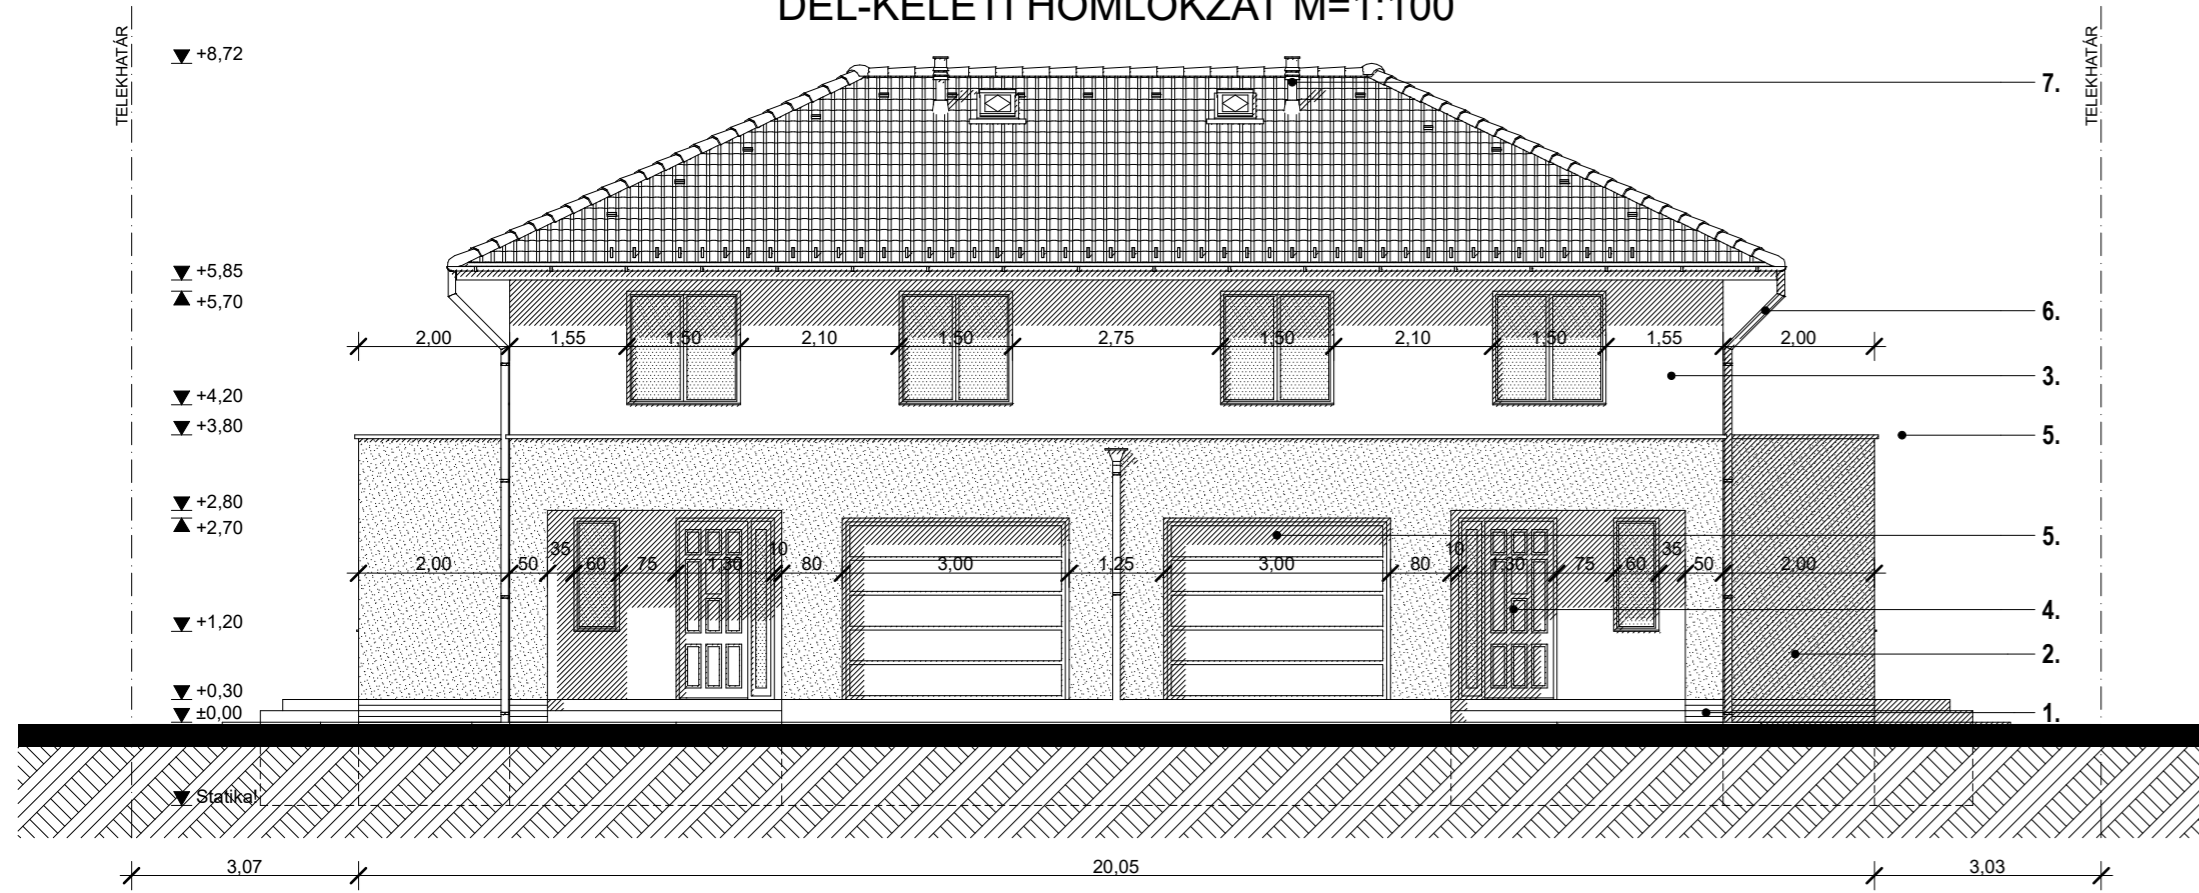 DÉL-KELETI HOMLOKZAT M=1:100
TELEKHATÁR
TELEKHATÁR
+8,72
7.
+5,85
+5,70
6.
2,00 1,55 1,50 2,10 1,50 2,75 1,50 2,10 1,50 1,55 2,00
3.
+4,20
+3,80
5.
+2,80
+2,70
5.
35 10 10 35
2,00 50 60 75 1,30 80 3,00 1,25 3,00 80 1,30 75 60 50 2,00
4.
+1,20
2.
+0,30
±0,00
1.
Statika!
3,07 20,05 3,03